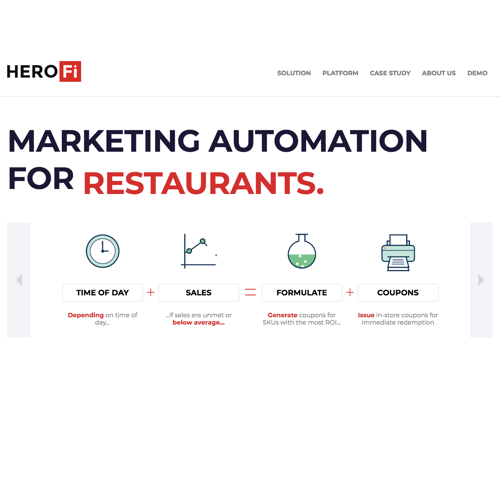 HERO Fi
SOLUTION PLATFORM CASE STUDY ABOUT US DEMO
MARKETING AUTOMATION
FOR RESTAURANTS.
TIME OF DAY + SALES = FORMULATE + COUPONS
Depending on time of
day...
...if sales are unmet or
below average...
Generate coupons for
SKUs with the most ROI...
Issue in-store coupons for
immediate redemption